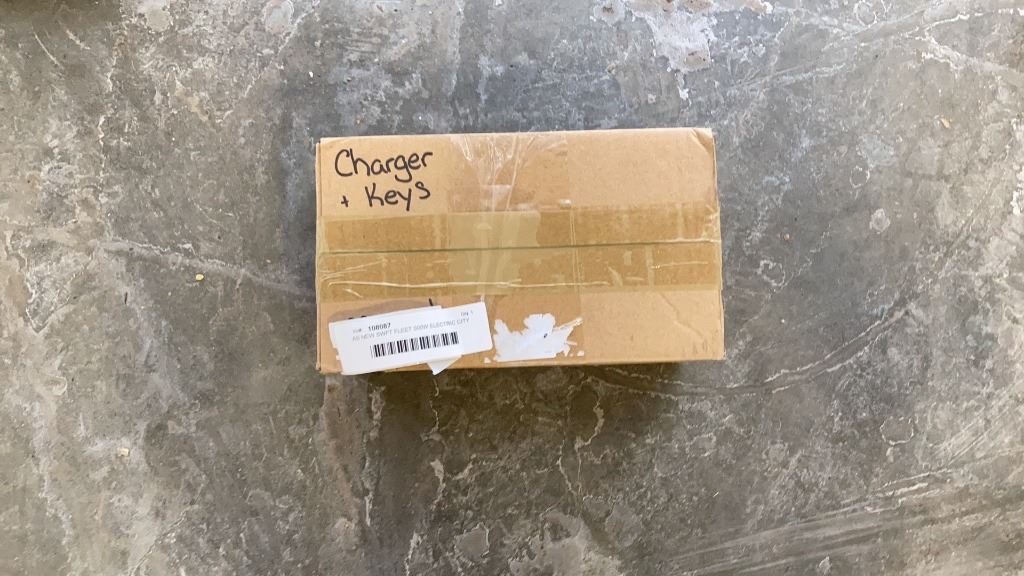 Charger
+ Keys
108087
AS NEW SWFT FLEET 500W ELECTRIC CITY